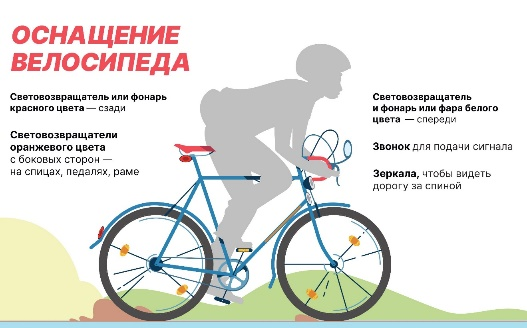 ОСНАЩЕНИЕ
ВЕЛОСИПЕДА
Световозвращатель или фонарь
красного цвета — сзади
Световозвращатели
оранжевого цвета
с боковых сторон —
на спицах, педалях, раме
Световозвращатель
и фонарь или фара белого
цвета — спереди
Звонок для подачи сигнала
Зеркала, чтобы видеть
дорогу за спиной